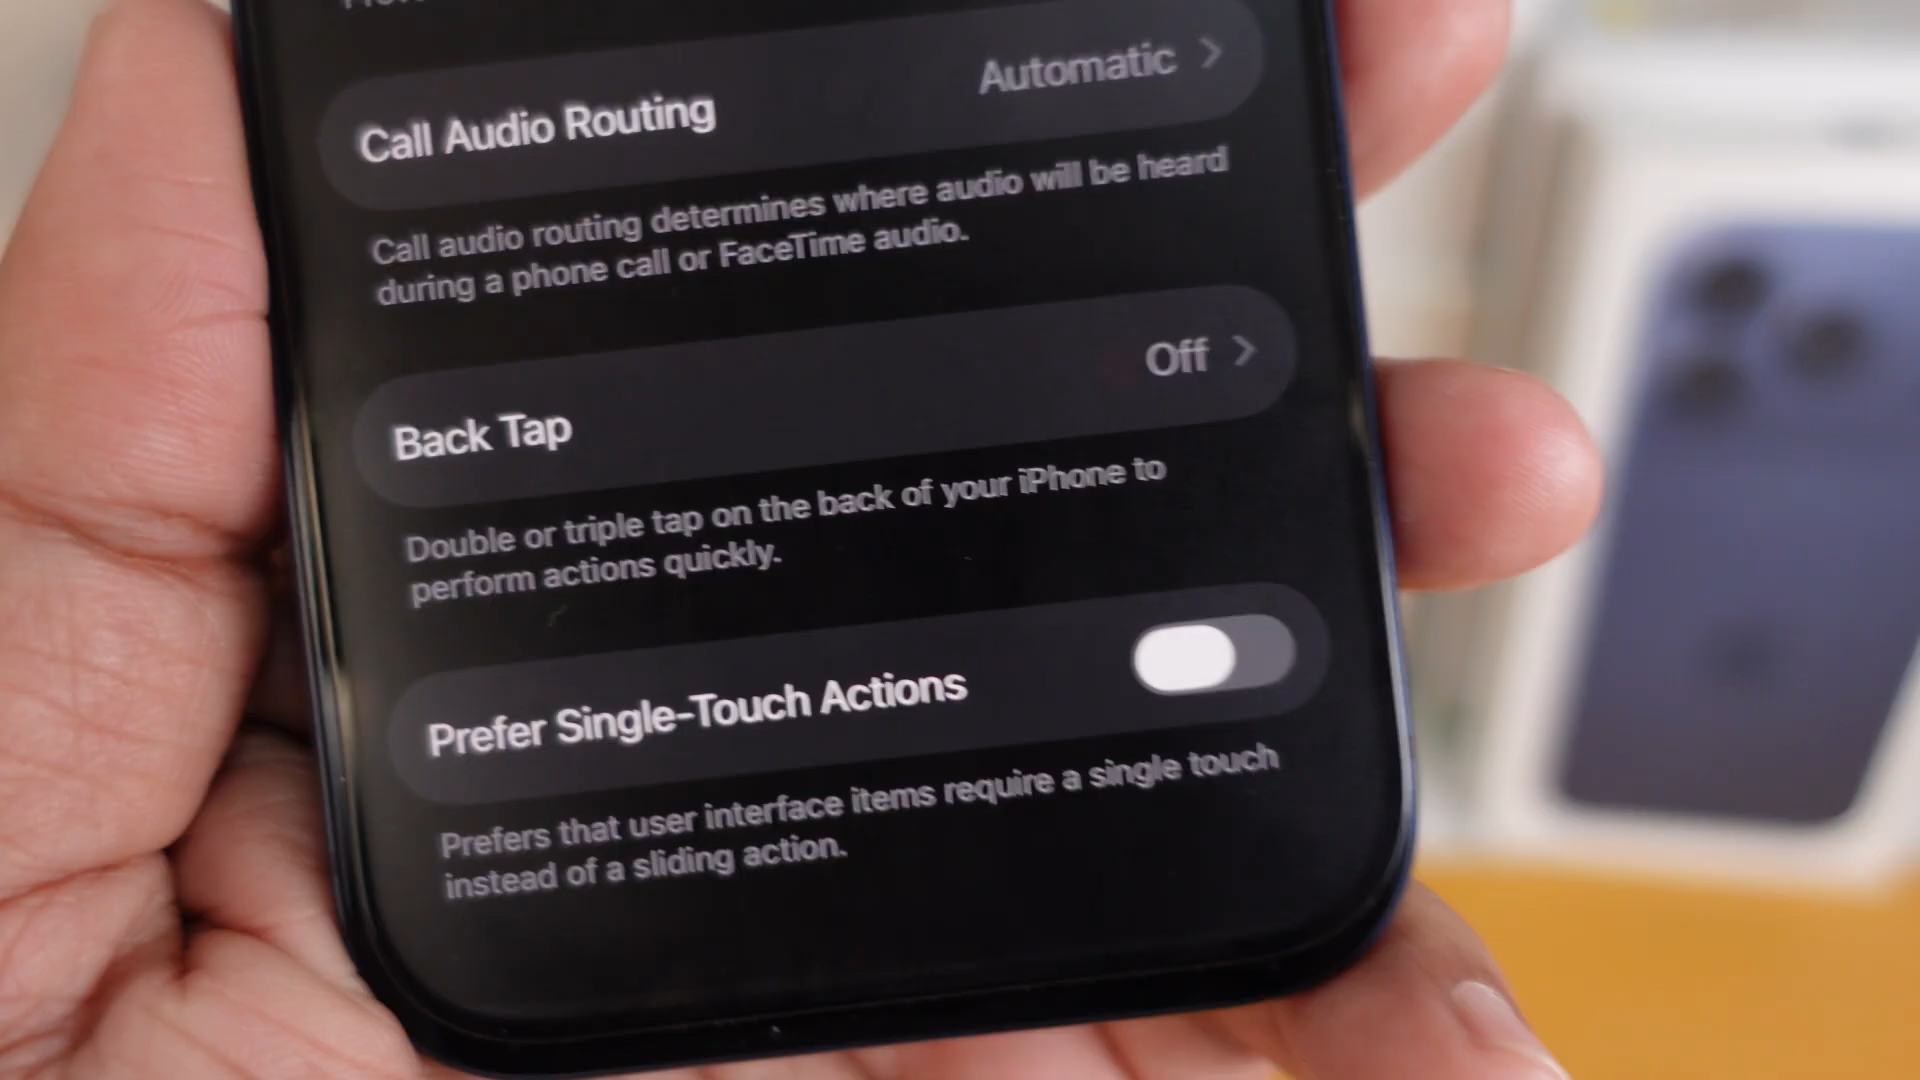 Call Audio Routing
Automatic
Call audio routing determines where audio will be heard
during a phone call or FaceTime audio.
Back Tap
Off
Double or triple tap on the back of your iPhone to
perform actions quickly.
Prefer Single-Touch Actions
Prefers that user interface items require a single touch
instead of a sliding action.